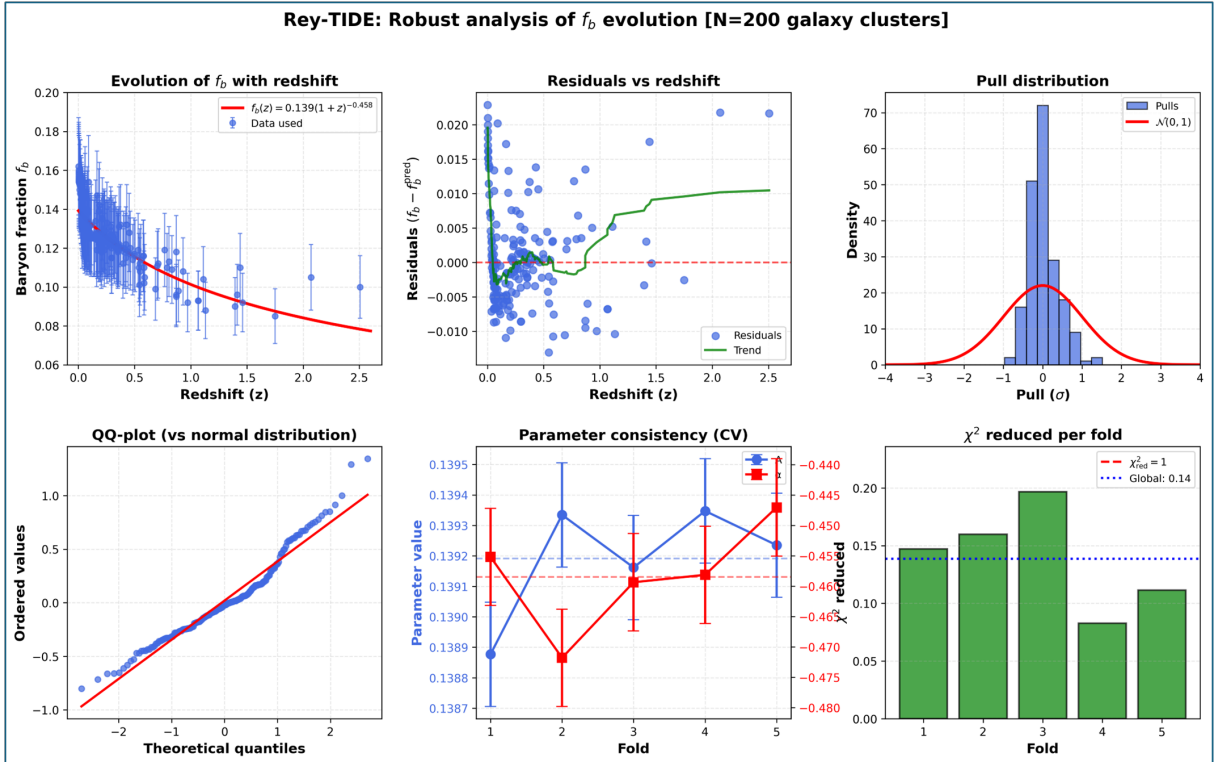 Rey-TIDE: Robust analysis of f_b evolution [N=200 galaxy clusters]
Evolution of f_b with redshift
0.20
0.18
0.16
0.14
0.12
0.10
0.08
0.06
Baryon fraction f_b
f_b(z) = 0.139(1 + z)^−0.458
Data used
0.0 0.5 1.0 1.5 2.0 2.5
Redshift (z)
Residuals vs redshift
0.020
0.015
0.010
0.005
0.000
−0.005
−0.010
Residuals (f_b − f_b^pred)
Residuals
Trend
0.0 0.5 1.0 1.5 2.0 2.5
Redshift (z)
Pull distribution
70
60
50
40
30
20
10
0
Density
Pulls
𝒩(0, 1)
−4 −3 −2 −1 0 1 2 3 4
Pull (σ)
QQ-plot (vs normal distribution)
1.0
0.5
0.0
−0.5
−1.0
Ordered values
−2 −1 0 1 2
Theoretical quantiles
Parameter consistency (CV)
0.1395
0.1394
0.1393
0.1392
0.1391
0.1390
0.1389
0.1388
0.1387
Parameter value
−0.440
−0.445
−0.450
−0.455
−0.460
−0.465
−0.470
−0.475
−0.480
1 2 3 4 5
Fold
χ² reduced per fold
0.20
0.15
0.10
0.05
0.00
χ² reduced
χ²_red = 1
Global: 0.14
1 2 3 4 5
Fold